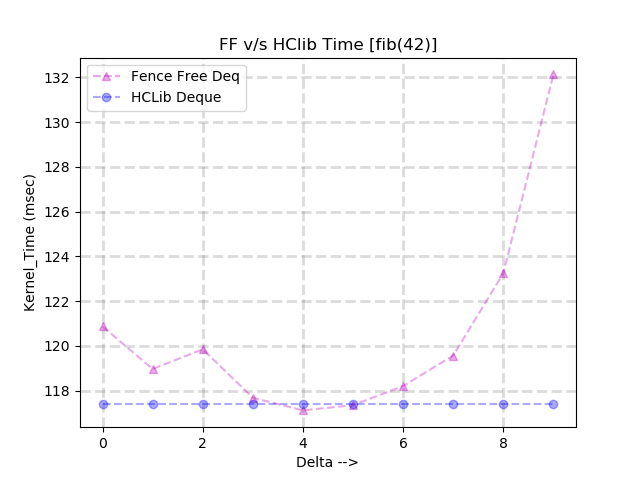 FF v/s HClib Time [fib(42)]
Fence Free Deq
HCLib Deque
132
130
128
126
124
122
120
118
Kernel_Time (msec)
0 2 4 6 8
Delta -->